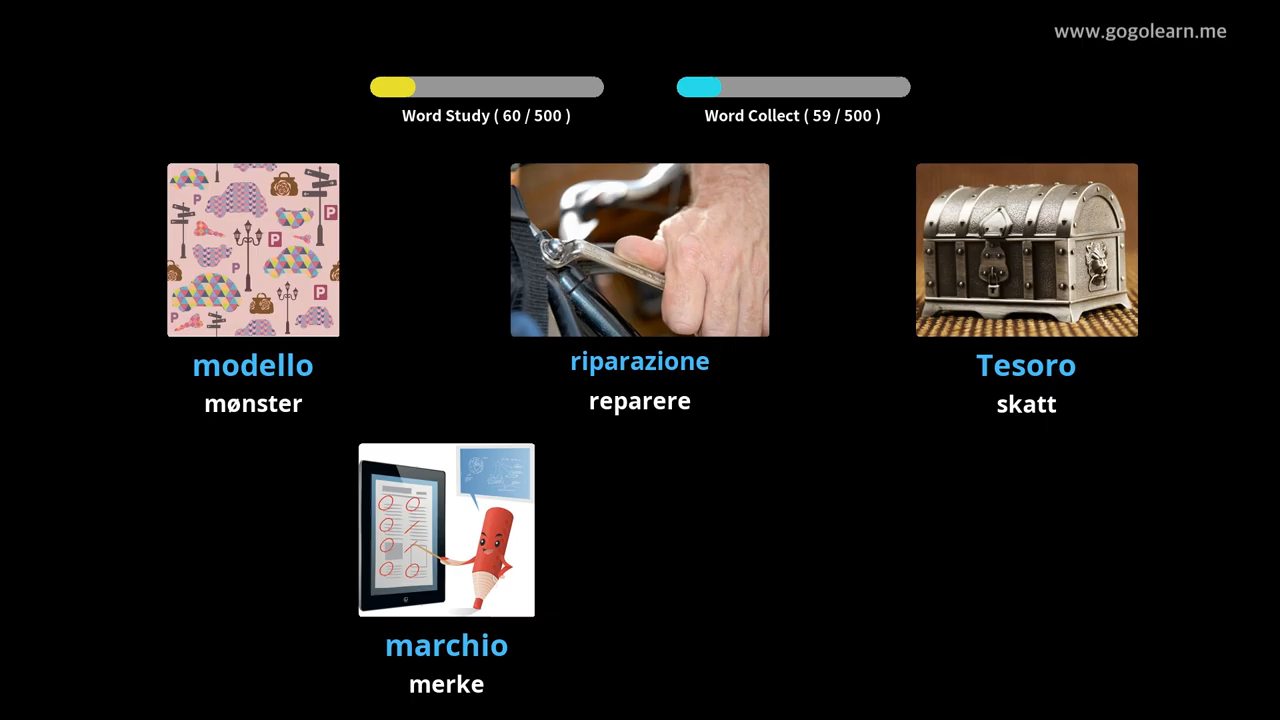 www.gogolearn.me
Word Study ( 60 / 500 )
Word Collect ( 59 / 500 )
P
P
P
P
P
P
modello
mønster
riparazione
reparere
Tesoro
skatt
marchio
merke